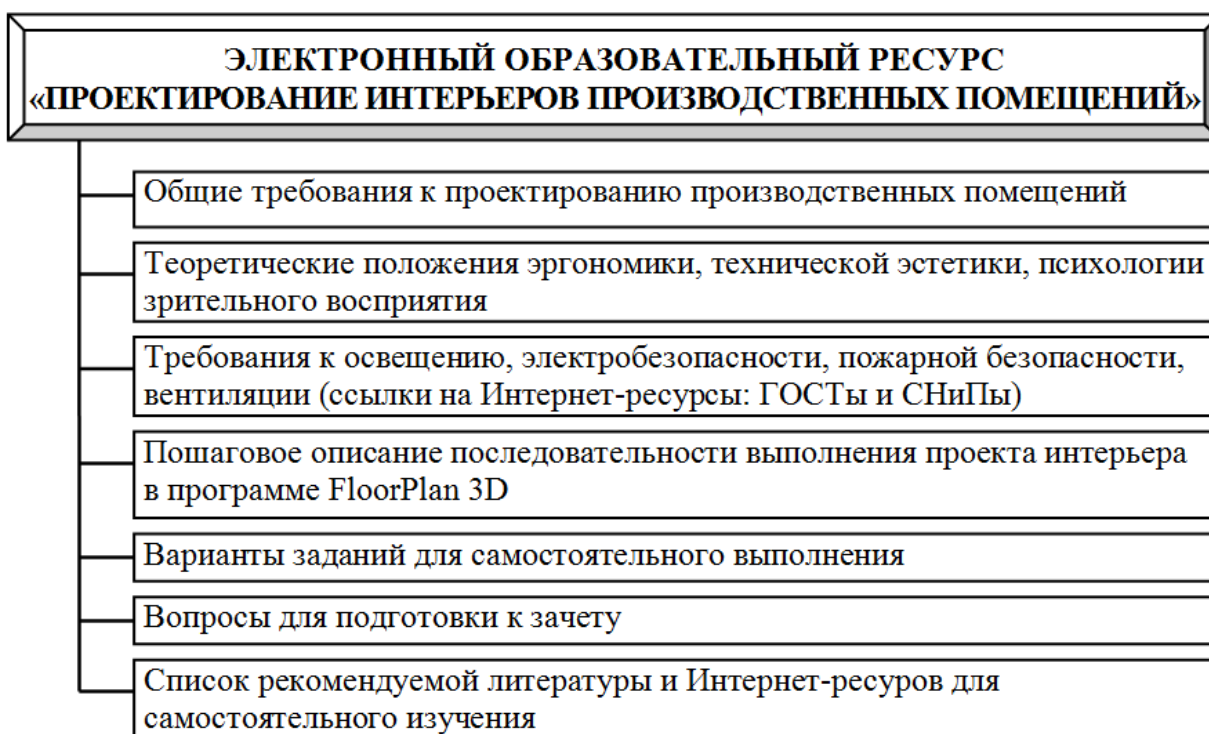 ЭЛЕКТРОННЫЙ ОБРАЗОВАТЕЛЬНЫЙ РЕСУРС
«ПРОЕКТИРОВАНИЕ ИНТЕРЬЕРОВ ПРОИЗВОДСТВЕННЫХ ПОМЕЩЕНИЙ»
Общие требования к проектированию производственных помещений
Теоретические положения эргономики, технической эстетики, психологии
зрительного восприятия
Требования к освещению, электробезопасности, пожарной безопасности,
вентиляции (ссылки на Интернет-ресурсы: ГОСТы и СНиПы)
Пошаговое описание последовательности выполнения проекта интерьера
в программе FloorPlan 3D
Варианты заданий для самостоятельного выполнения
Вопросы для подготовки к зачету
Список рекомендуемой литературы и Интернет-ресуров для
самостоятельного изучения